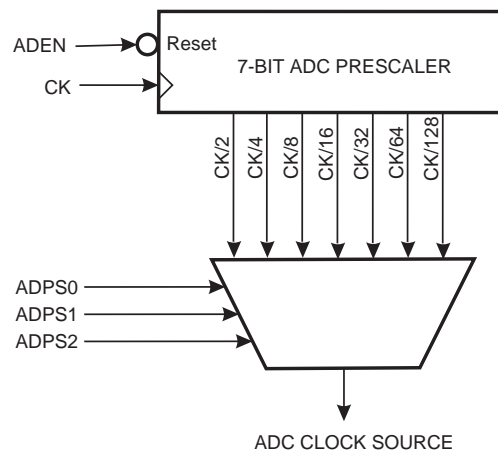 ADEN
Reset
7-BIT ADC PRESCALER
CK
CK/2
CK/4
CK/8
CK/16
CK/32
CK/64
CK/128
ADPS0
ADPS1
ADPS2
ADC CLOCK SOURCE